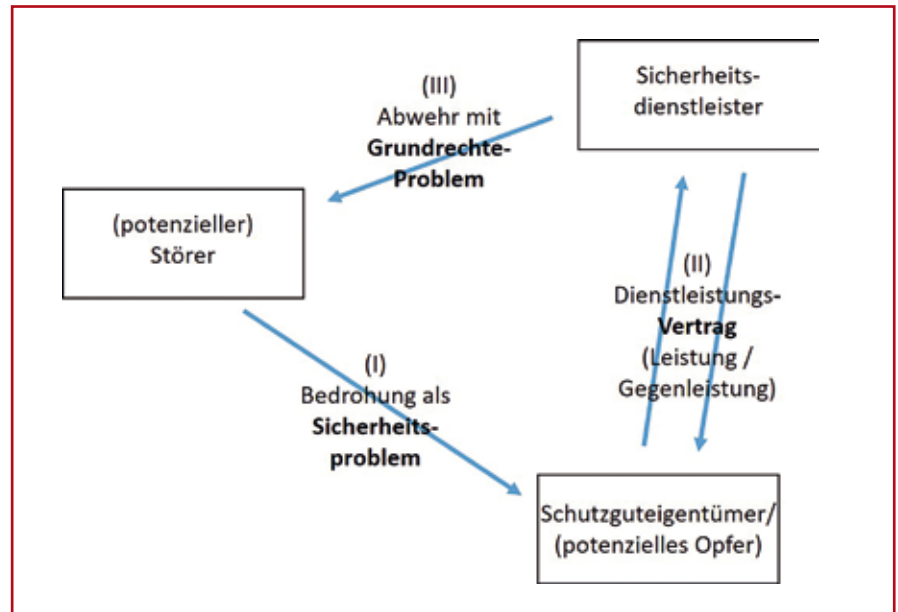 Sicherheits-
dienstleister
(III)
Abwehr mit
Grundrechte-
Problem
(potenzieller)
Störer
(II)
Dienstleistungs-
Vertrag
(Leistung /
Gegenleistung)
(I)
Bedrohung als
Sicherheits-
problem
Schutzguteigentümer/
(potenzielles Opfer)